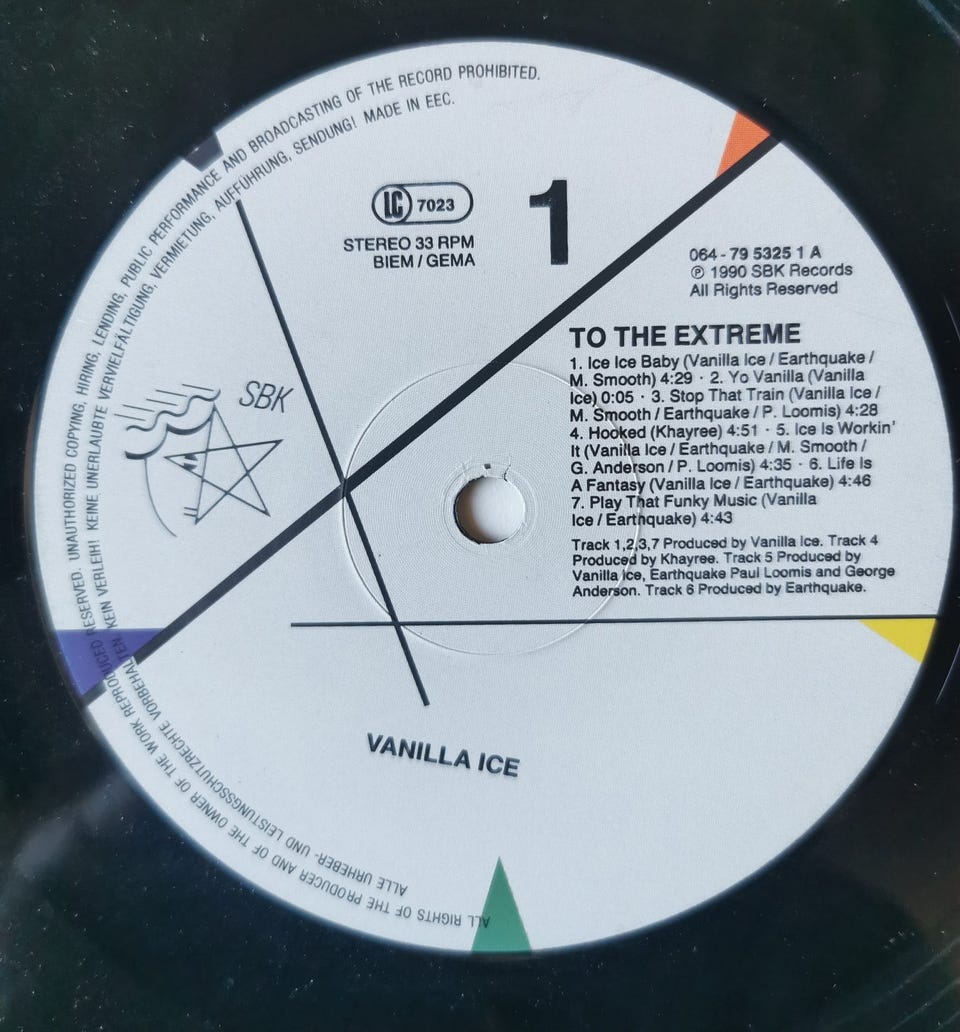 ALL RIGHTS OF THE PRODUCER AND OF THE OWNER OF THE WORK REPRODUCED RESERVED. UNAUTHORIZED COPYING, HIRING, LENDING, PUBLIC PERFORMANCE AND BROADCASTING OF THE RECORD PROHIBITED.
ALLE URHEBER- UND LEISTUNGSSCHUTZRECHTE VORBEHALTEN KEIN VERLEIH! KEINE UNERLAUBTE VERVIELFÄLTIGUNG, VERMIETUNG, AUFFÜHRUNG, SENDUNG! MADE IN EEC.
LC 7023
1
STEREO 33 RPM
BIEM / GEMA
064 - 79 5325 1 A
℗ 1990 SBK Records
All Rights Reserved
SBK
TO THE EXTREME
1. Ice Ice Baby (Vanilla Ice / Earthquake /
M. Smooth) 4:29 · 2. Yo Vanilla (Vanilla
Ice) 0:05 · 3. Stop That Train (Vanilla Ice /
M. Smooth / Earthquake / P. Loomis) 4:28
4. Hooked (Khayree) 4:51 · 5. Ice Is Workin'
It (Vanilla Ice / Earthquake / M. Smooth /
G. Anderson / P. Loomis) 4:35 · 6. Life Is
A Fantasy (Vanilla Ice / Earthquake) 4:46
7. Play That Funky Music (Vanilla
Ice / Earthquake) 4:43
Track 1,2,3,7 Produced by Vanilla Ice. Track 4
Produced by Khayree. Track 5 Produced by
Vanilla Ice, Earthquake Paul Loomis and George
Anderson. Track 6 Produced by Earthquake.
VANILLA ICE